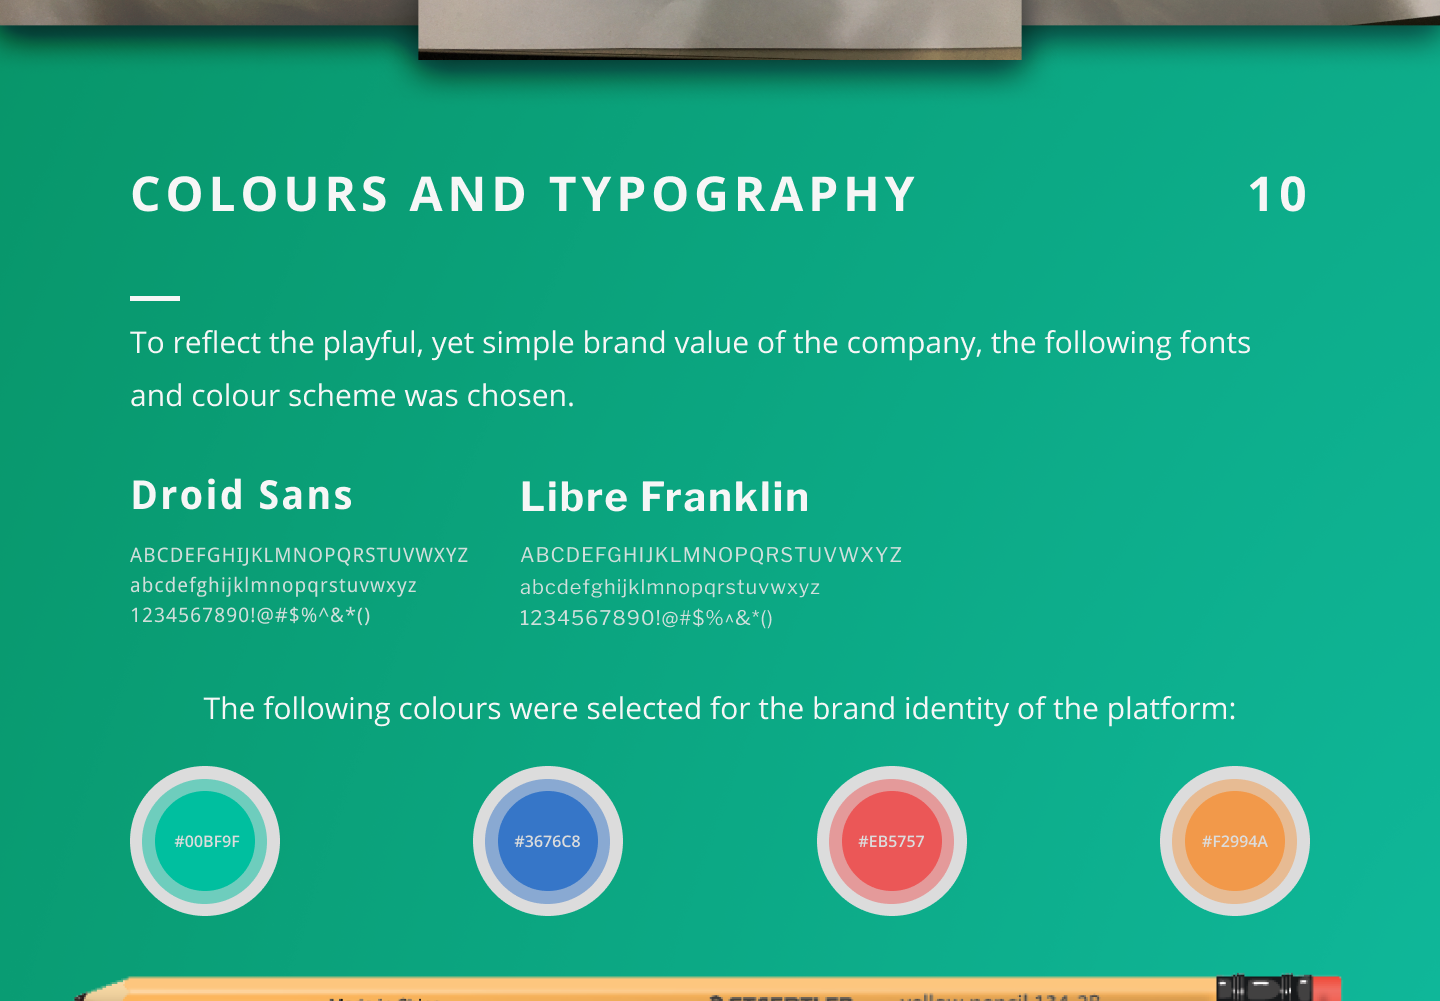 COLOURS AND TYPOGRAPHY 10
To reflect the playful, yet simple brand value of the company, the following fonts
and colour scheme was chosen.
Droid Sans
ABCDEFGHIJKLMNOPQRSTUVWXYZ
abcdefghijklmnopqrstuvwxyz
1234567890!@#$%^&*()
Libre Franklin
ABCDEFGHIJKLMNOPQRSTUVWXYZ
abcdefghijklmnopqrstuvwxyz
1234567890!@#$%^&*()
The following colours were selected for the brand identity of the platform:
#00BF9F
#3676C8
#EB5757
#F2994A
STAEDTLER yellow pencil 134-2B